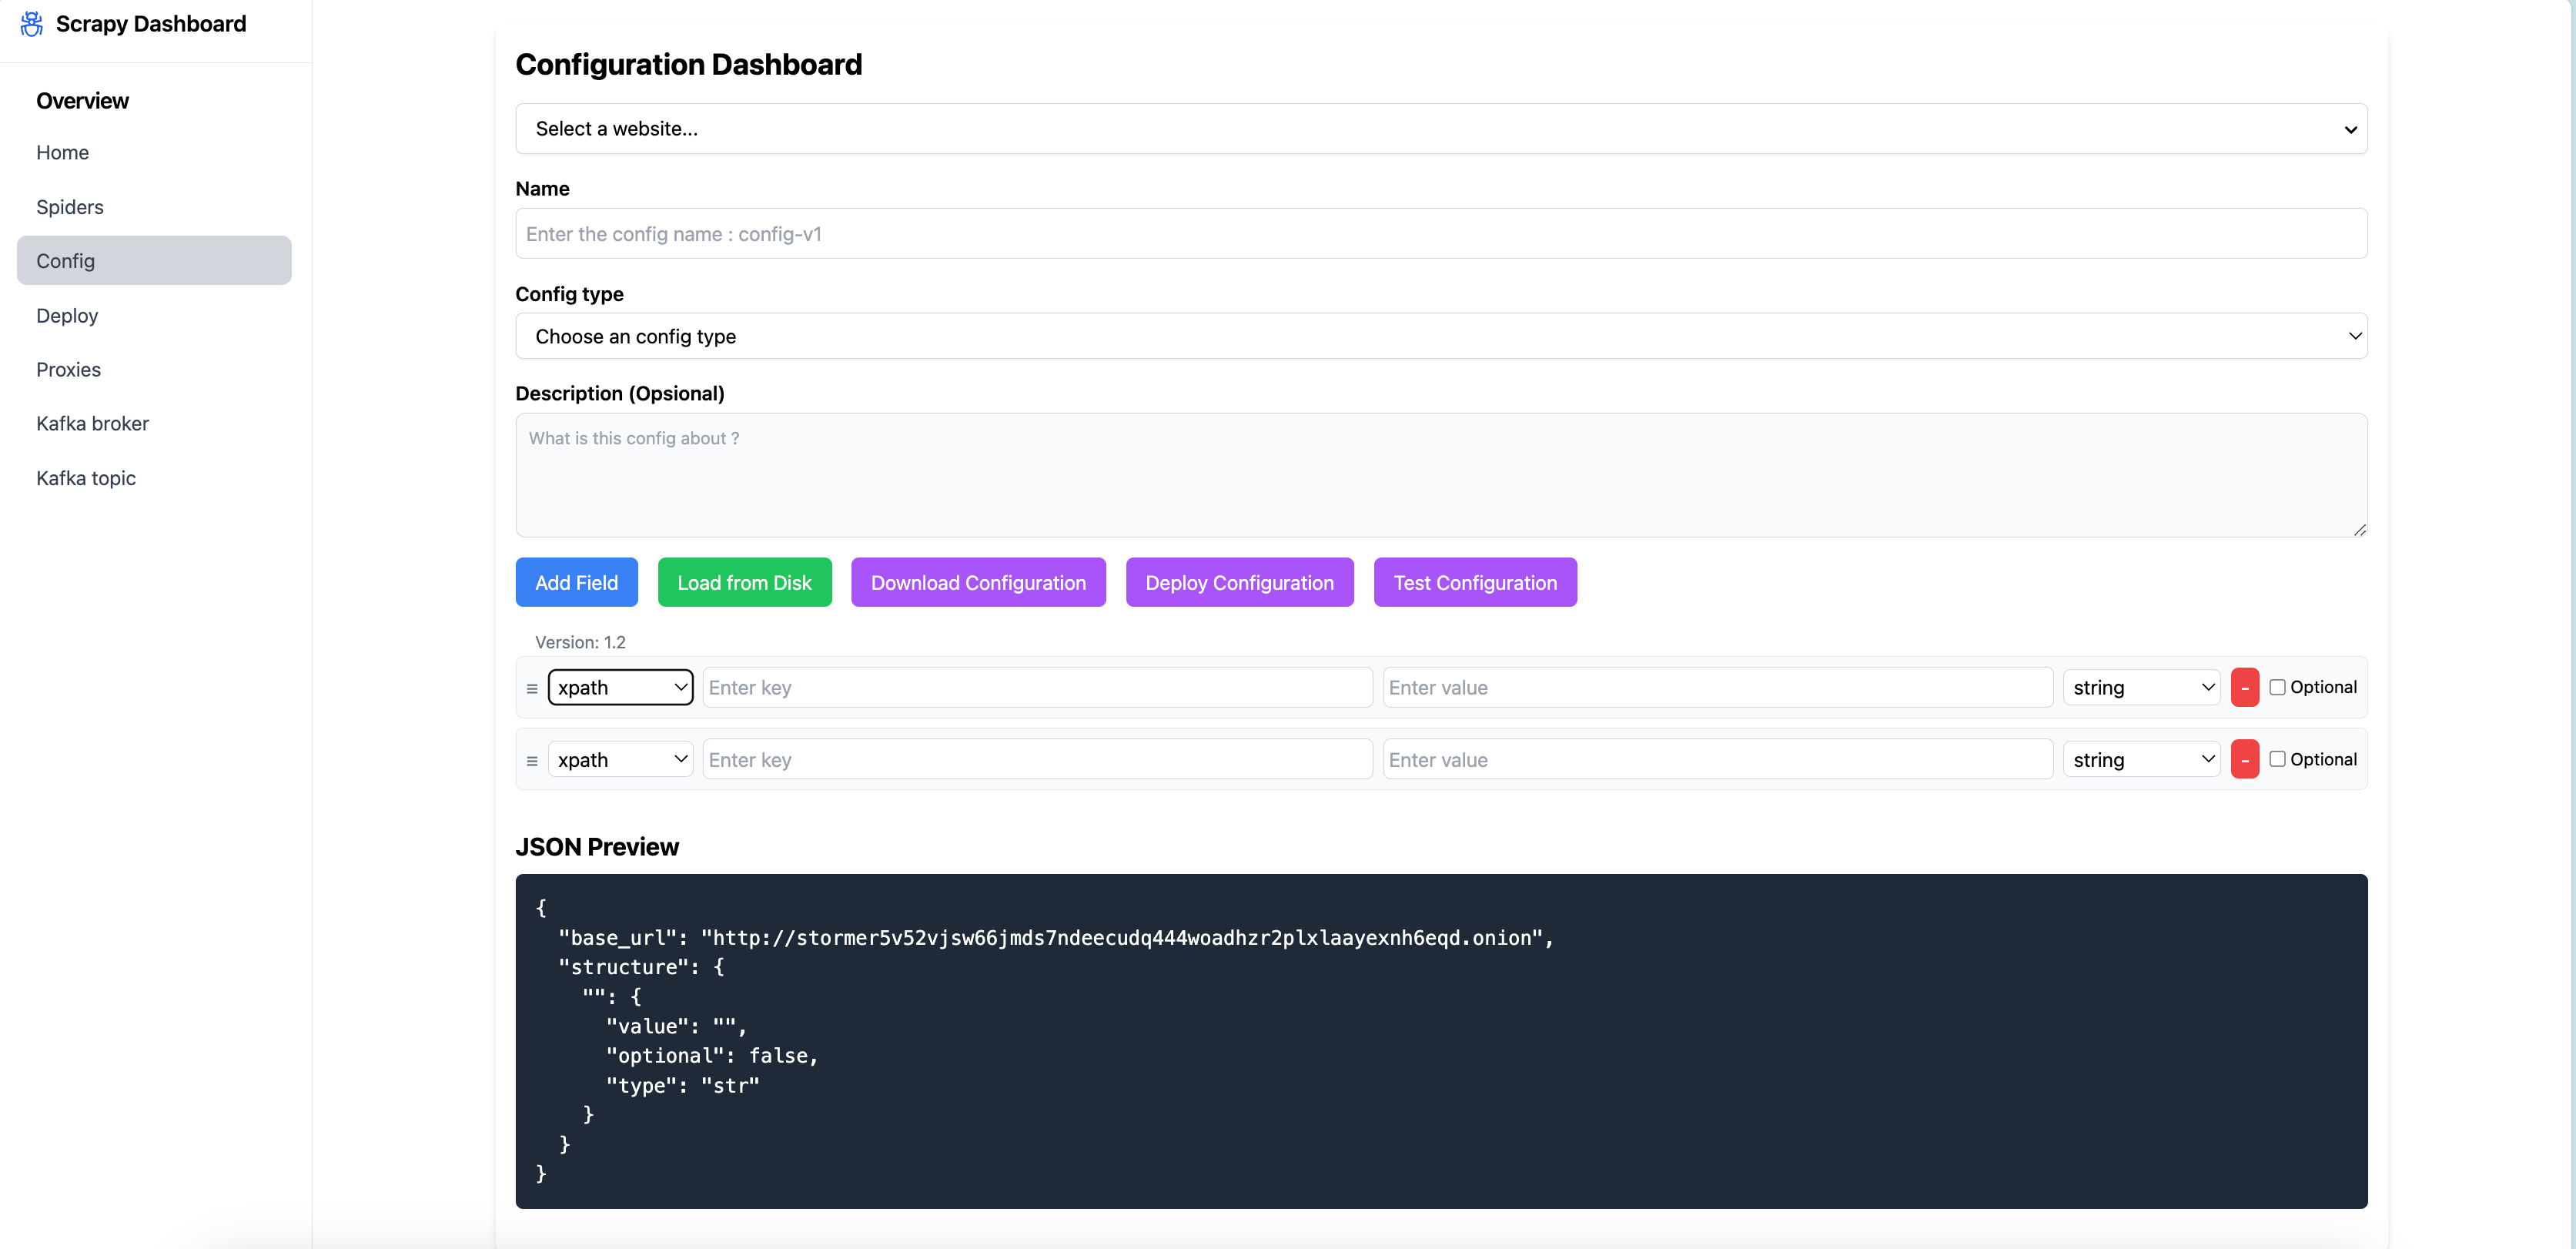 Scrapy Dashboard
Overview
Home
Spiders
Config
Deploy
Proxies
Kafka broker
Kafka topic
Configuration Dashboard
Select a website...
Name
Enter the config name : config-v1
Config type
Choose an config type
Description (Opsional)
What is this config about ?
Add Field Load from Disk Download Configuration Deploy Configuration Test Configuration
Version: 1.2
≡ xpath Enter key Enter value string - Optional
≡ xpath Enter key Enter value string - Optional
JSON Preview
{
  "base_url": "http://stormer5v52vjsw66jmds7ndeecudq444woadhzr2plxlaayexnh6eqd.onion",
  "structure": {
    "": {
      "value": "",
      "optional": false,
      "type": "str"
    }
  }
}